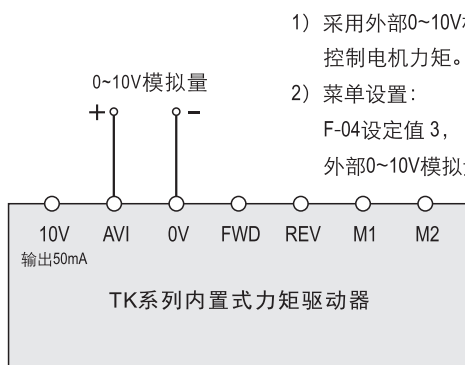 1）采用外部0~10V
控制电机力矩。
2）菜单设置：
F-04设定值 3，
外部0~10V模拟
0~10V模拟量
+ -
10V AVI 0V FWD REV M1 M2
输出50mA
TK系列内置式力矩驱动器